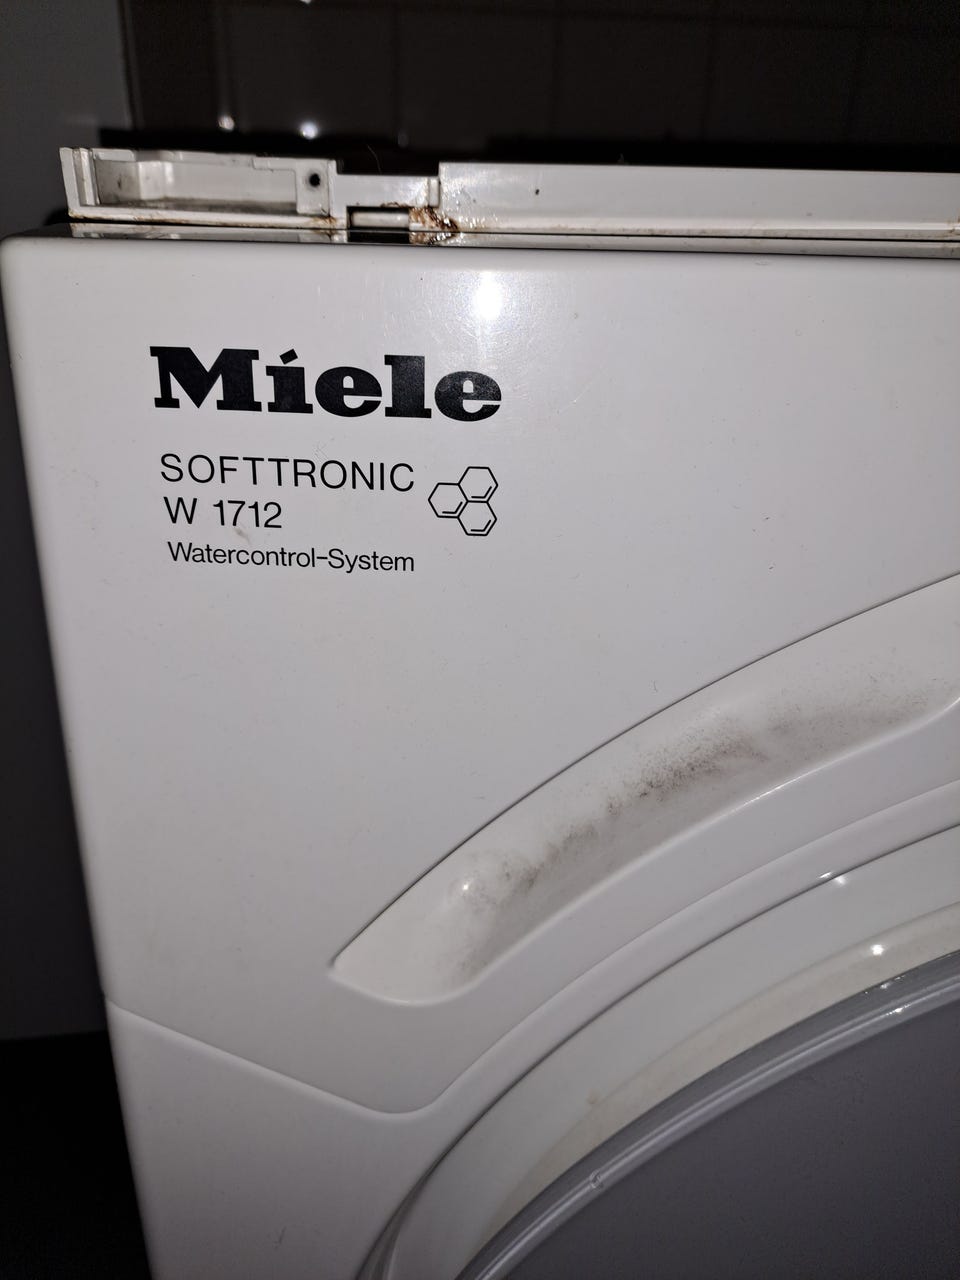 Miele
SOFTTRONIC
W 1712
Watercontrol-System